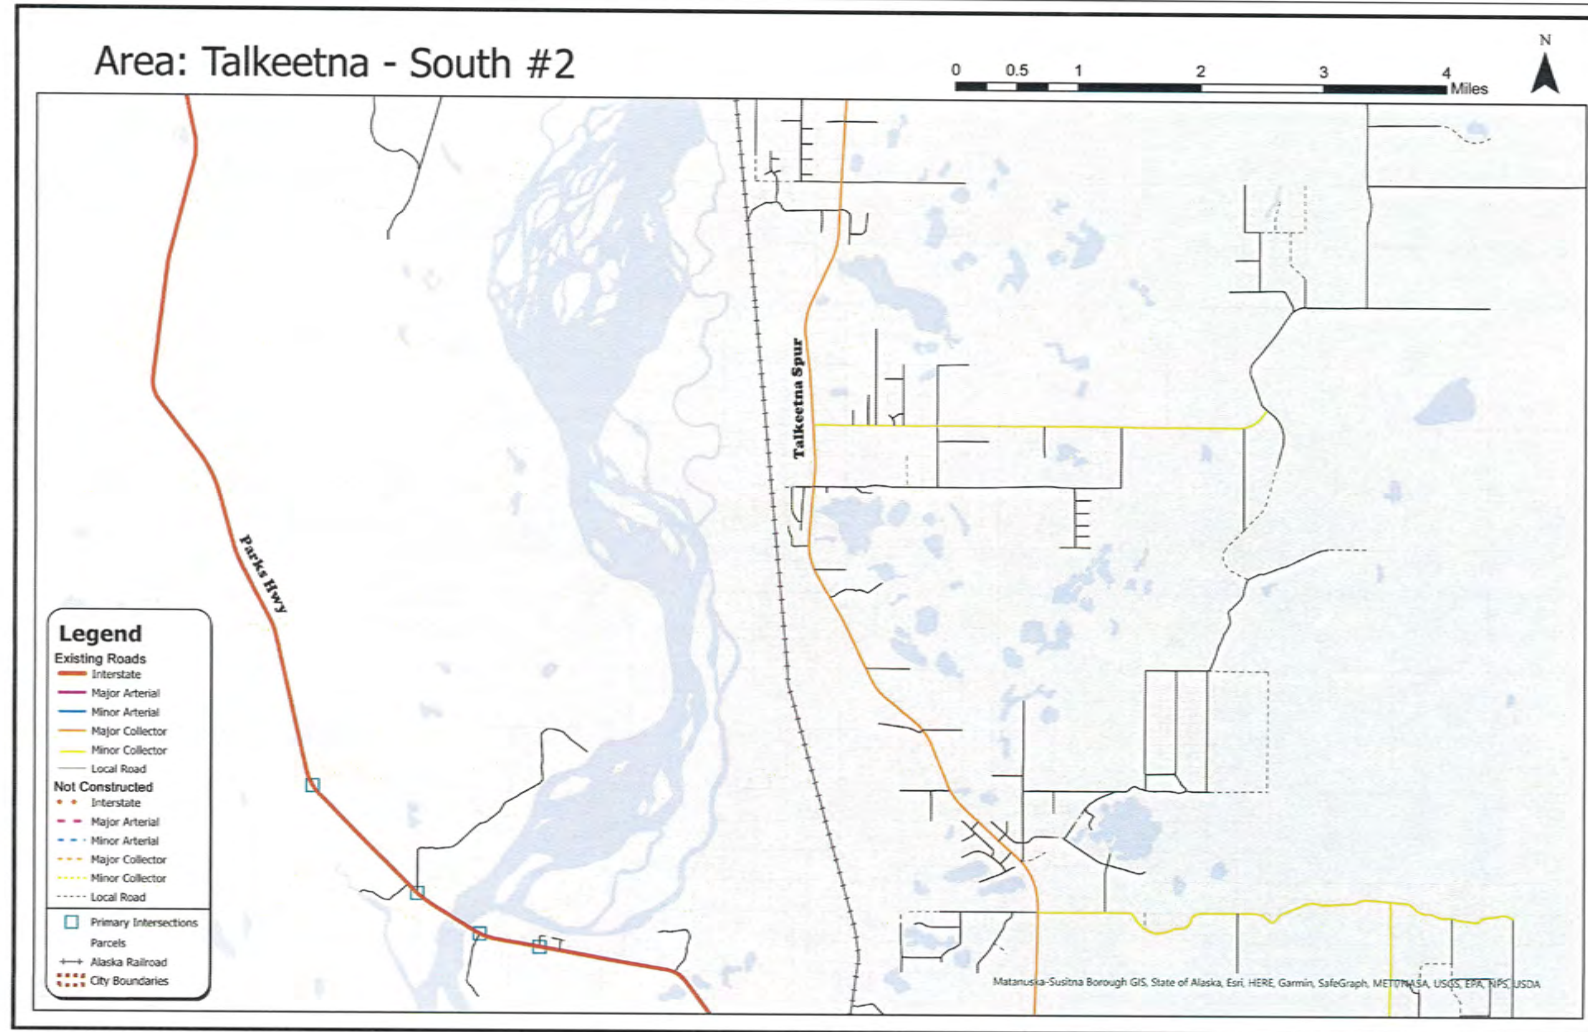 Area: Talkeetna - South #2
0 0.5 1 2 3 4
Miles
N
Talkeetna Spur
Parks Hwy
Legend
Existing Roads
Interstate
Major Arterial
Minor Arterial
Major Collector
Minor Collector
Local Road
Not Constructed
Interstate
Major Arterial
Minor Arterial
Major Collector
Minor Collector
Local Road
Primary Intersections
Parcels
Alaska Railroad
City Boundaries
Matanuska-Susitna Borough GIS, State of Alaska, Esri, HERE, Garmin, SafeGraph, METI/NASA, USGS, EPA, NPS, USDA